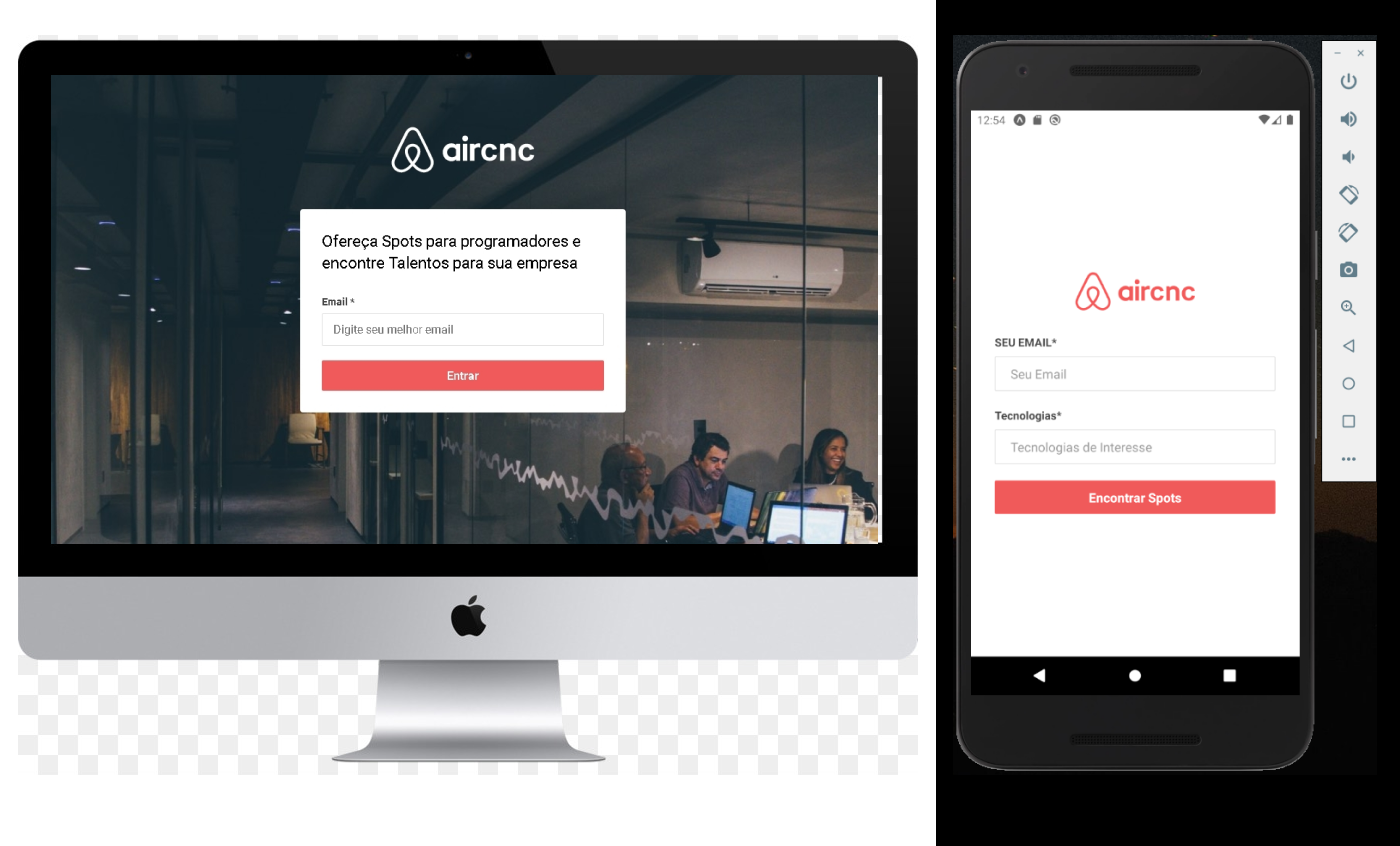 aircnc
Ofereça Spots para programadores e
encontre Talentos para sua empresa
Email *
Digite seu melhor email
Entrar
12:54
aircnc
SEU EMAIL*
Seu Email
Tecnologias*
Tecnologias de Interesse
Encontrar Spots